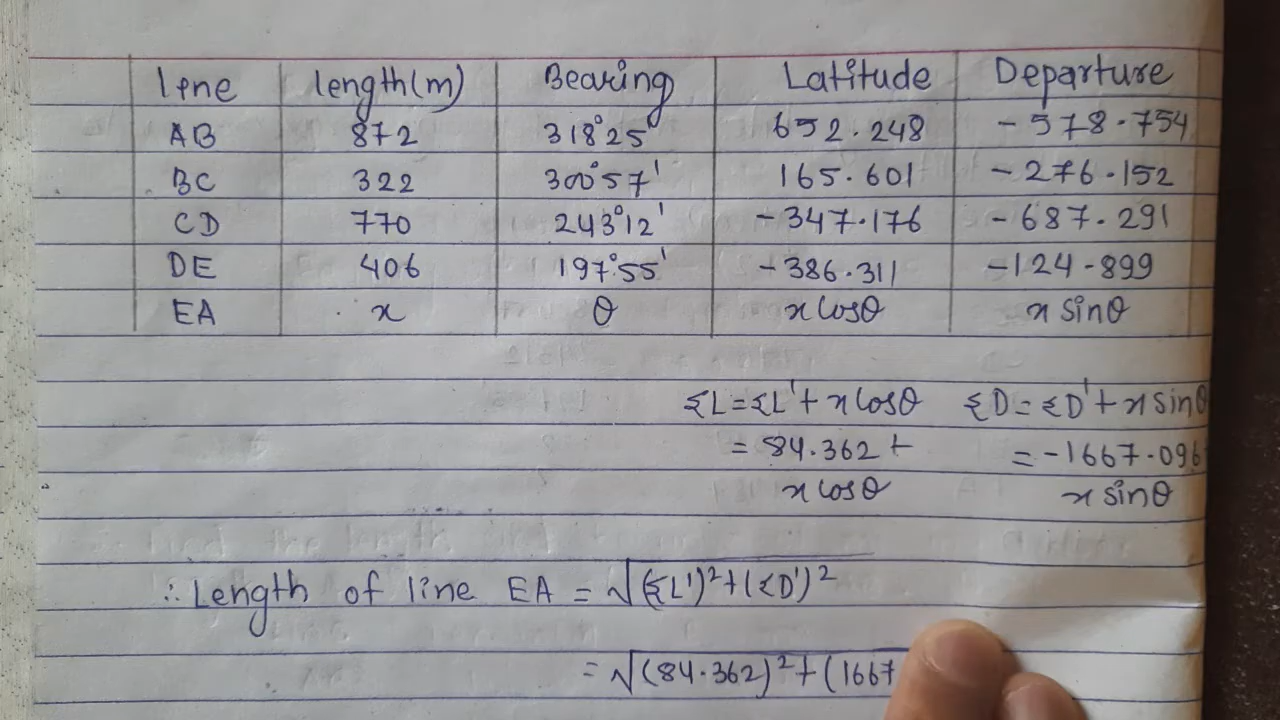 Line length(m) Bearing Latitude Departure
AB 872 318°25' 652.248 -578.754
BC 322 300°57' 165.601 -276.152
CD 770 243°12' -347.176 -687.291
DE 406 197°55' -386.311 -124-899
EA x θ x cosθ x sinθ
ΣL = ΣL' + x cosθ ΣD = ΣD' + x sinθ
= 84.362 + = -1667.096
x cosθ x sinθ
∴ Length of line EA = √(ΣL')² + (ΣD')²
= √(84.362)² + (1667